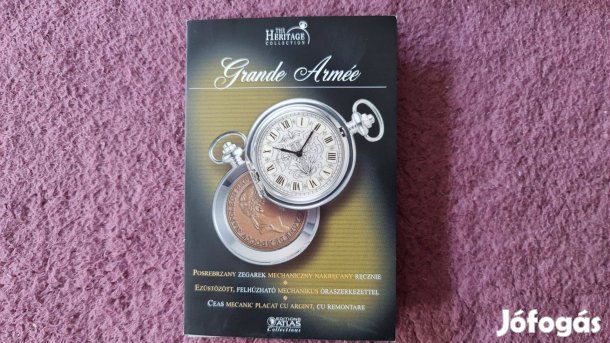 THE
HERITAGE
COLLECTION
Grande Armée
POSREBRZANY ZEGAREK MECHANICZNY NAKRĘCANY RĘCZNIE
EZÜSTÖZÖTT, FELHÚZHATÓ MECHANIKUS ÓRASZERKEZETTEL
CEAS MECANIC PLACAT CU ARGINT, CU REMONTARE
EDITIONS
ATLAS
Collections
Jófogás